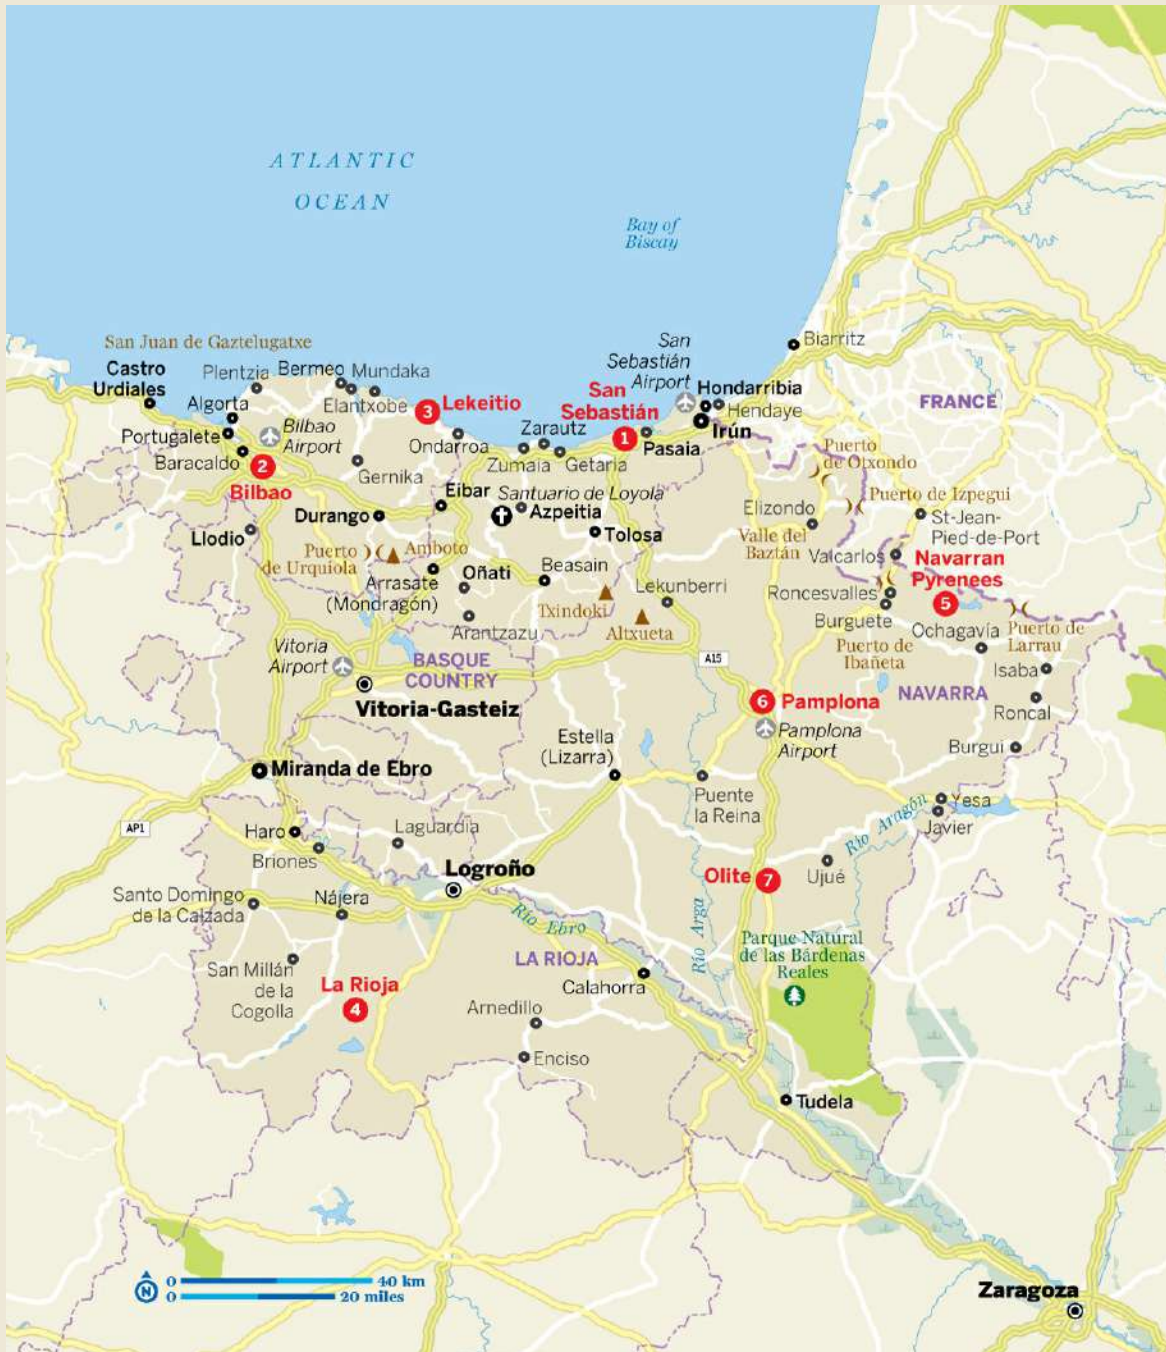 ATLANTIC
OCEAN
Bay of
Biscay
San Juan de Gaztelugatxe
Castro
Urdiales
Plentzia
Bermeo
Mundaka
Elantxobe
Algorta
Portugalete
Baracaldo
Bilbao
Airport
2
Bilbao
3
Lekeitio
Ondarroa
Gernika
Zumaia
Zarautz
Getaria
San
Sebastián
1
Pasaia
San
Sebastián
Airport
Hondarribia
Hendaye
Irún
Biarritz
FRANCE
Puerto
de Otxondo
Puerto de Izpegui
Elizondo
Valle del
Baztán
St-Jean-
Pied-de-Port
Valcarlos
Navarran
Pyrenees
5
Roncesvalles
Burguete
Puerto de
Ibañeta
Ochagavía
Puerto de
Larrau
Isaba
Roncal
Burgui
NAVARRA
Eibar
Santuario de Loyola
Azpeitia
Durango
Llodio
Puerto
de Urquiola
Amboto
Tolosa
Arrasate
(Mondragón)
Oñati
Beasain
Arantzazu
Txindoki
Lekunberri
Altxueta
Vitoria
Airport
BASQUE
COUNTRY
Vitoria-Gasteiz
A15
6
Pamplona
Pamplona
Airport
Estella
(Lizarra)
Puente
la Reina
Miranda de Ebro
AP1
Haro
Briones
Laguardia
Logroño
Yesa
Javier
Río Aragón
Ujué
Olite
7
Santo Domingo
de la Calzada
Nájera
Río Ebro
Río Arga
Parque Natural
de las Bárdenas
Reales
LA RIOJA
San Millán
de la
Cogolla
La Rioja
4
Calahorra
Arnedillo
Enciso
Tudela
Zaragoza
N
0
40 km
0
20 miles